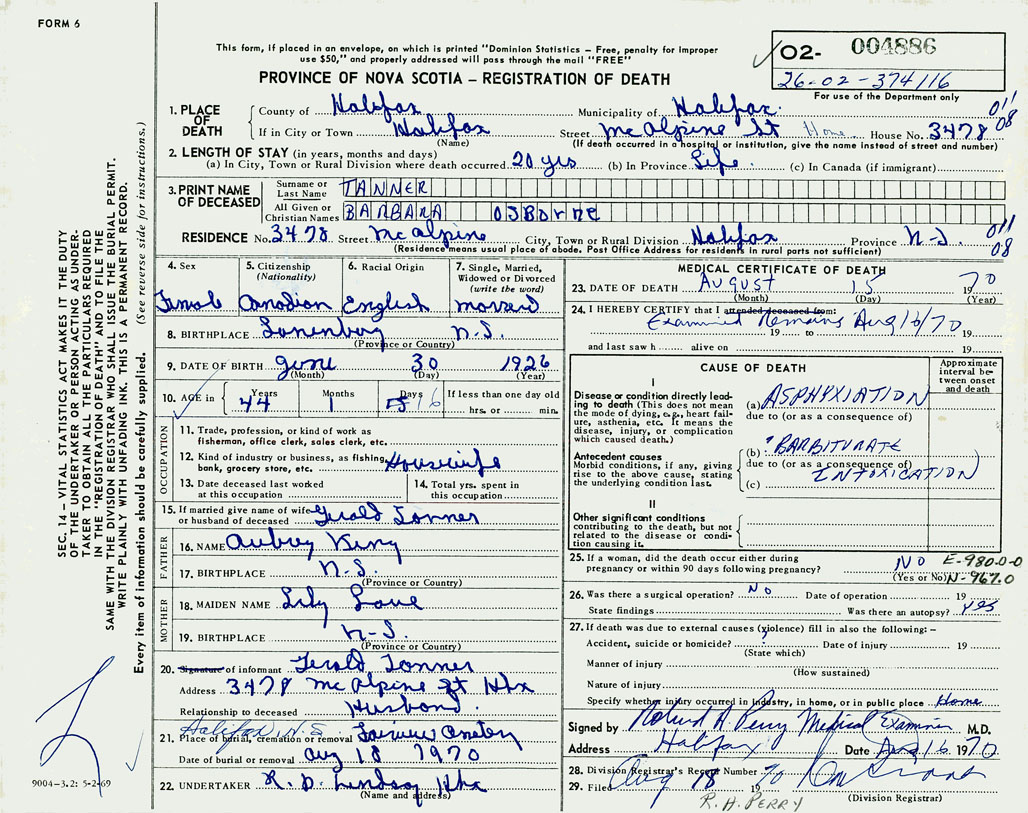 FORM 6
This form, if placed in an envelope, on which is printed "Dominion Statistics – Free, penalty for improper
use $50," and properly addressed will pass through the mail "FREE"
O2- 004886
26-02-374116
For use of the Department only
PROVINCE OF NOVA SCOTIA – REGISTRATION OF DEATH
1. PLACE OF DEATH { County of Halifax Municipality of Halifax. 011
If in City or Town Halifax Street Mc Alpine St Home House No. 3478 08
(Name) (If death occurred in a hospital or institution, give the name instead of street and number)
2. LENGTH OF STAY (in years, months and days)
(a) In City, Town or Rural Division where death occurred 20 yrs (b) In Province Life. (c) In Canada (if immigrant)
3. PRINT NAME OF DECEASED { Surname or Last Name TANNER
All Given or Christian Names BARBARA OSBorne
RESIDENCE No. 3478 Street Mc Alpine City, Town or Rural Division Halifax Province N-S. 011
(Residence means usual place of abode. Post Office Address for residents in rural parts not sufficient) 08
SEC. 14 – VITAL STATISTICS ACT MAKES IT THE DUTY
OF THE UNDERTAKER OR PERSON ACTING AS UNDER-
TAKER TO OBTAIN ALL THE PARTICULARS REQUIRED
IN THE "REGISTRATION OF DEATH" AND TO FILE THE
SAME WITH THE DIVISION REGISTRAR WHO SHALL ISSUE THE BURIAL PERMIT.
WRITE PLAINLY WITH UNFADING INK. THIS IS A PERMANENT RECORD.
Every item of information should be carefully supplied. (See reverse side for instructions.)
4. Sex 5. Citizenship (Nationality) 6. Racial Origin 7. Single, Married, Widowed or Divorced (write the word)
Female Canadian English married
8. BIRTHPLACE Lunenburg N.S.
(Province or Country)
9. DATE OF BIRTH June 30 1926
(Month) (Day) (Year)
10. AGE in Years Months Days If less than one day old
44 1 5 16 hrs. or min.
OCCUPATION
11. Trade, profession, or kind of work as
fisherman, office clerk, sales clerk, etc.
12. Kind of industry or business, as fishing, Housewife
bank, grocery store, etc.
13. Date deceased last worked at this occupation
14. Total yrs. spent in this occupation
15. If married give name of wife or husband of deceased Gerald Tanner
FATHER
16. NAME Aubrey King
17. BIRTHPLACE N.S.
(Province or Country)
MOTHER
18. MAIDEN NAME Lily
19. BIRTHPLACE N-S.
(Province or Country)
20. Signature of informant Gerald Tanner
Address 3478 Mc Alpine St Hfx
Relationship to deceased Husband.
Halifax, N.S.
21. Place of burial, cremation or removal
Date of burial or removal Aug 18 1970
22. UNDERTAKER R. D. Lindsay Hfx
(Name and address)
9004-3.2: 5-2-69
MEDICAL CERTIFICATE OF DEATH
23. DATE OF DEATH AUGUST 15 1970
(Month) (Day) (Year)
24. I HEREBY CERTIFY that I attended deceased from:
Examined Remains Aug 16/70
19 to 19
and last saw h alive on 19
CAUSE OF DEATH
Approximate interval between onset and death
I
Disease or condition directly leading to death (This does not mean the mode of dying, e.g., heart failure, asthenia, etc. It means the disease, injury, or complication which caused death.)
(a) ASPHYXIATION
due to (or as a consequence of)
Antecedent causes
Morbid conditions, if any, giving rise to the above cause, stating the underlying condition last.
(b) BARBITURATE
due to (or as a consequence of)
(c) INTOXICATION
II
Other significant conditions contributing to the death, but not related to the disease or condition causing it.
25. If a woman, did the death occur either during
pregnancy or within 90 days following pregnancy? No E-980.0-0
(Yes or No) N-967.0
26. Was there a surgical operation? No Date of operation 19
State findings Was there an autopsy? yes
27. If death was due to external causes (violence) fill in also the following: –
Accident, suicide or homicide? Date of injury 19
(State which)
Manner of injury
(How sustained)
Nature of injury
Specify whether injury occurred in industry, in home, or in public place Home
Signed by Roland H. Perry Medical Examiner M.D.
Address Halifax Date Aug 16 1970
28. Division Registrar's Record Number
29. Filed Aug 18 19 70
(Division Registrar)
R. H. PERRY